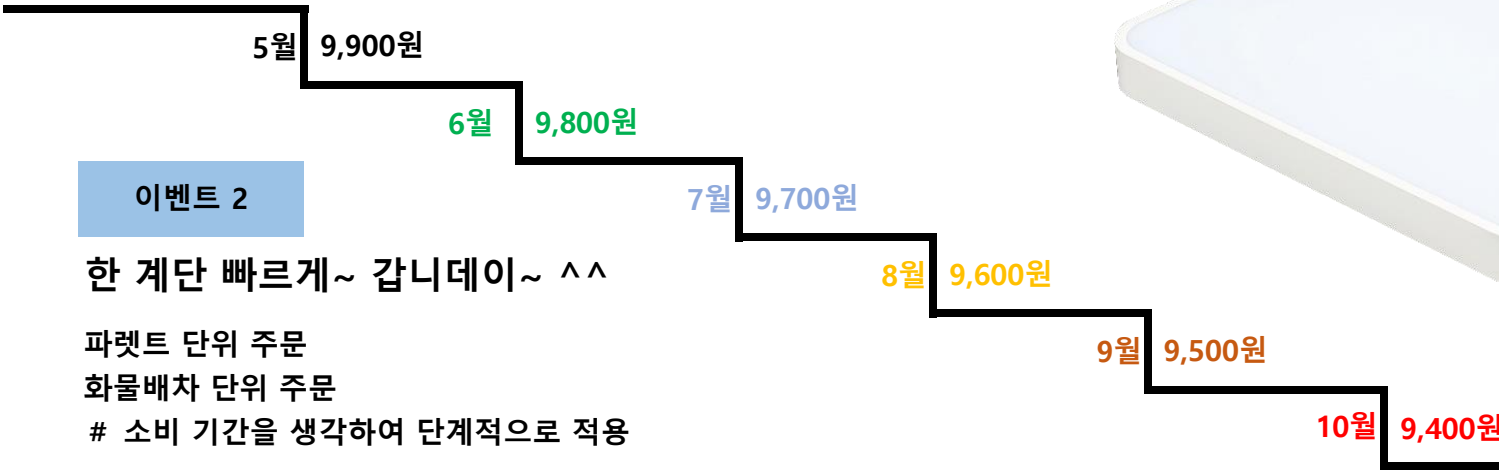 5월 9,900원
6월 9,800원
이벤트 2
7월 9,700원
한 계단 빠르게~ 갑니데이~ ^^
8월 9,600원
파렛트 단위 주문
9월 9,500원
화물배차 단위 주문
# 소비 기간을 생각하여 단계적으로 적용
10월 9,400원